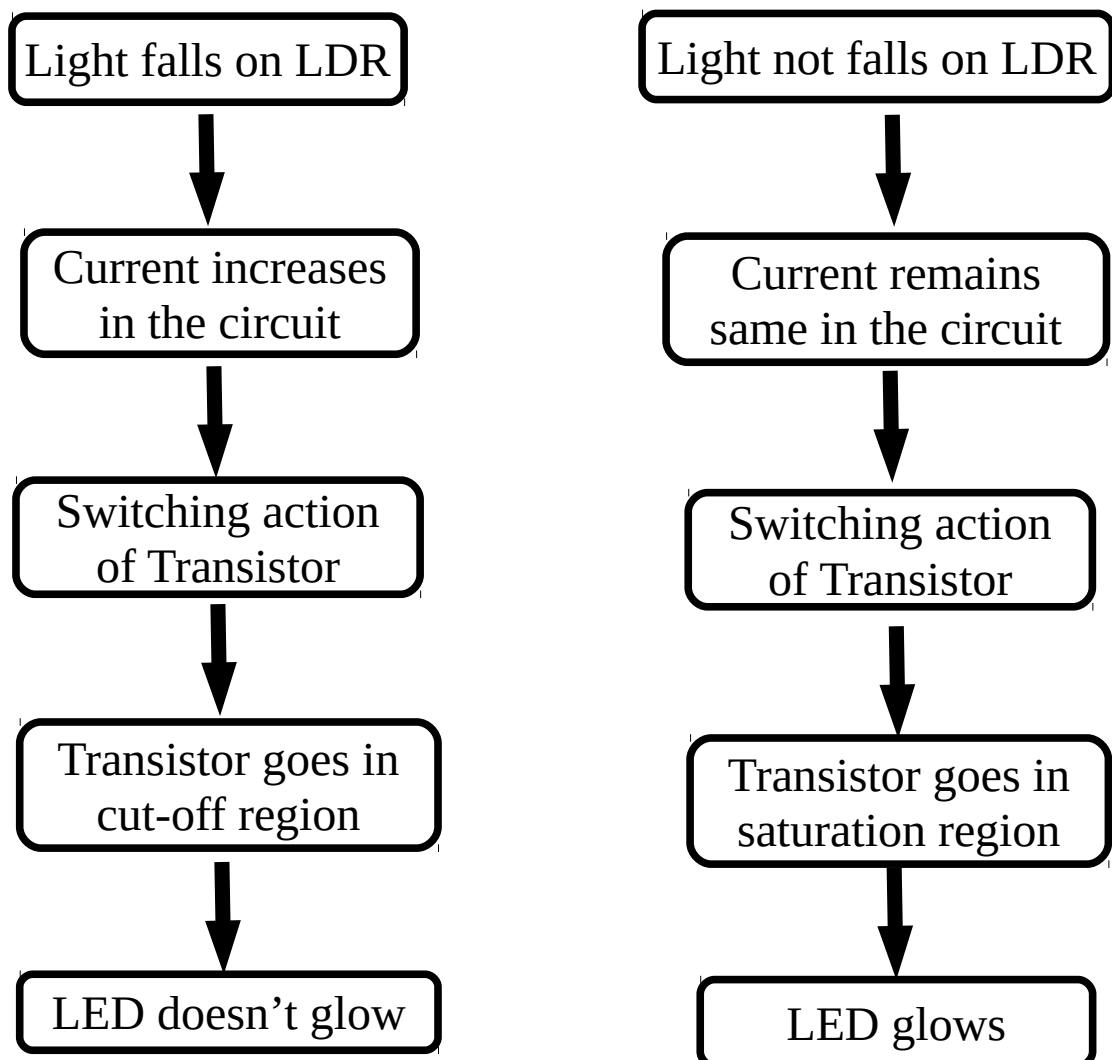 Light falls on LDR
Current increases
in the circuit
Switching action
of Transistor
Transistor goes in
cut-off region
LED doesn’t glow
Light not falls on LDR
Current remains
same in the circuit
Switching action
of Transistor
Transistor goes in
saturation region
LED glows